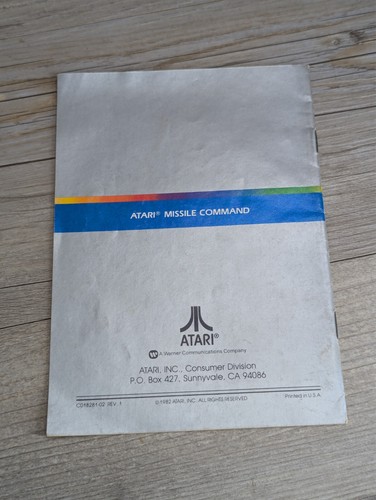 ATARI® MISSILE COMMAND
ATARI®
A Warner Communications Company
ATARI, INC., Consumer Division
P.O. Box 427, Sunnyvale, CA 94086
C018281-02 REV. 1
©1982 ATARI, INC. ALL RIGHTS RESERVED
Printed in U.S.A.